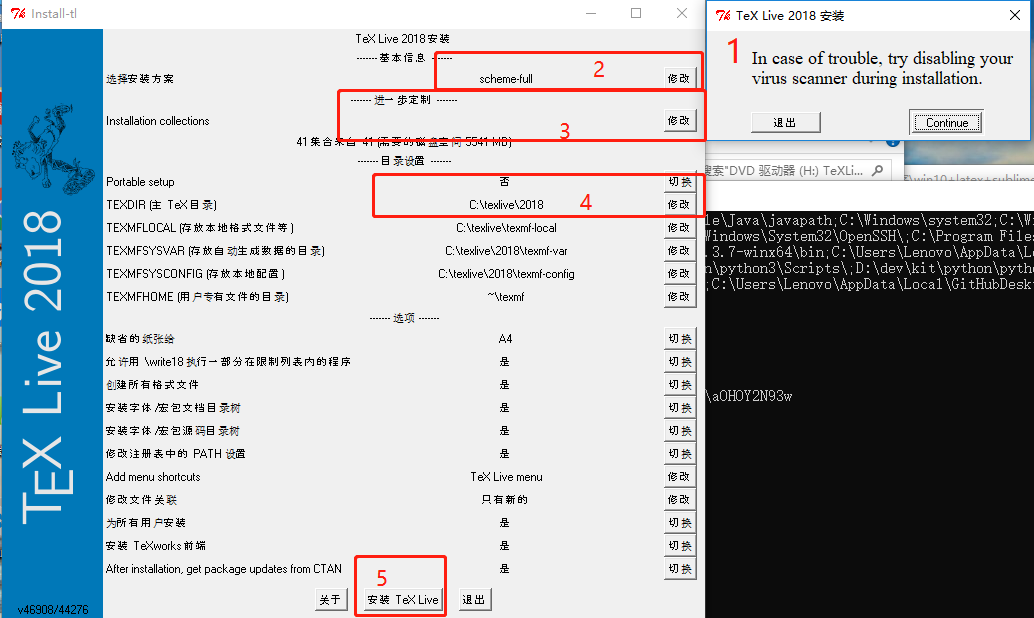 Install-tl
TeX Live 2018 安装
------- 基本信息 -------
选择安装方案 scheme-full 2 修改
------- 进一步定制 -------
Installation collections 修改
3
41 集合来自 41 (需要的磁盘空间 5541 MB)
------- 目录设置 -------
Portable setup 否 切换
TEXDIR (主 TeX 目录) C:\texlive\2018 4 修改
TEXMFLOCAL (存放本地格式文件等) C:\texlive\texmf-local 修改
TEXMFSYSVAR (存放自动生成数据的目录) C:\texlive\2018\texmf-var 修改
TEXMFSYSCONFIG (存放本地配置) C:\texlive\2018\texmf-config 修改
TEXMFHOME (用户专有文件的目录) ~\texmf 修改
------- 选项 -------
缺省的纸张给 A4 切换
允许用 \write18 执行一部分在限制列表内的程序 是 切换
创建所有格式文件 是 切换
安装字体/宏包文档目录树 是 切换
安装字体/宏包源码目录树 是 切换
修改注册表中的 PATH 设置 是 切换
Add menu shortcuts TeX Live menu 修改
修改文件关联 只有新的 修改
为所有用户安装 是 切换
安装 TeXworks 前端 是 切换
After installation, get package updates from CTAN 是 切换
5
关于 安装 TeX Live 退出
TEX Live 2018
v46908/44276
TeX Live 2018 安装
1
In case of trouble, try disabling your
virus scanner during installation.
退出 Continue
搜索"DVD 驱动器 (H:) TeXLi...
win10+latex+sublime
le\Java\javapath;C:\Windows\system32;C:\Wi
Windows\System32\OpenSSH\;C:\Program Files
.3.7-winx64\bin;C:\Users\Lenovo\AppData\Lo
n\python3\Scripts\;D:\dev\kit\python\pyth
;C:\Users\Lenovo\AppData\Local\GitHubDesk
\aOHOY2N93w